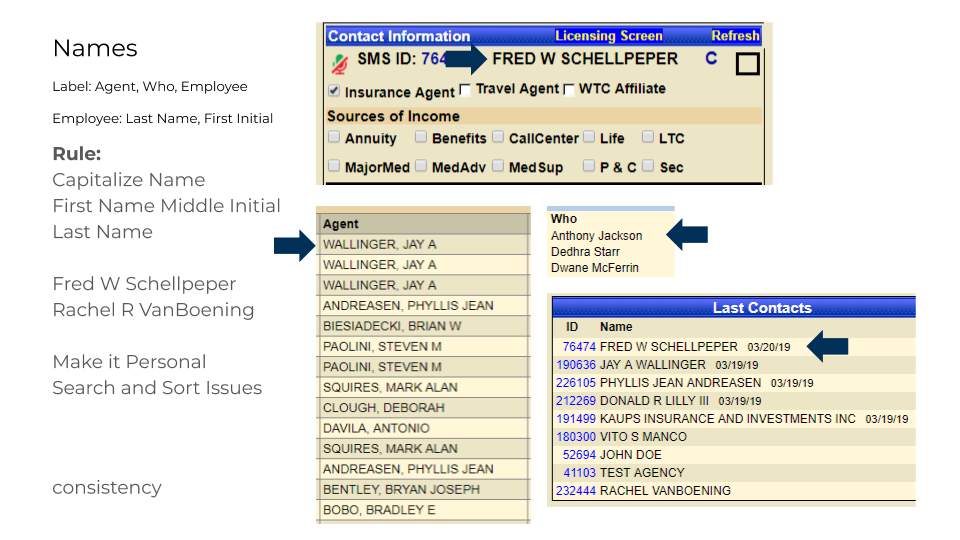 Names
Label: Agent, Who, Employee
Employee: Last Name, First Initial
Rule:
Capitalize Name
First Name Middle Initial
Last Name
Fred W Schellpeper
Rachel R VanBoening
Make it Personal
Search and Sort Issues
consistency
Contact Information Licensing Screen Refresh
SMS ID: 764 FRED W SCHELLPEPER C
Insurance Agent Travel Agent WTC Affiliate
Sources of Income
Annuity Benefits CallCenter Life LTC
MajorMed MedAdv MedSup P & C Sec
Agent
WALLINGER, JAY A
WALLINGER, JAY A
WALLINGER, JAY A
ANDREASEN, PHYLLIS JEAN
BIESIADECKI, BRIAN W
PAOLINI, STEVEN M
PAOLINI, STEVEN M
SQUIRES, MARK ALAN
CLOUGH, DEBORAH
DAVILA, ANTONIO
SQUIRES, MARK ALAN
ANDREASEN, PHYLLIS JEAN
BENTLEY, BRYAN JOSEPH
BOBO, BRADLEY E
Who
Anthony Jackson
Dedhra Starr
Dwane McFerrin
Last Contacts
ID Name
76474 FRED W SCHELLPEPER 03/20/19
190636 JAY A WALLINGER 03/19/19
226105 PHYLLIS JEAN ANDREASEN 03/19/19
212269 DONALD R LILLY III 03/19/19
191499 KAUPS INSURANCE AND INVESTMENTS INC 03/19/19
180300 VITO S MANCO
52694 JOHN DOE
41103 TEST AGENCY
232444 RACHEL VANBOENING